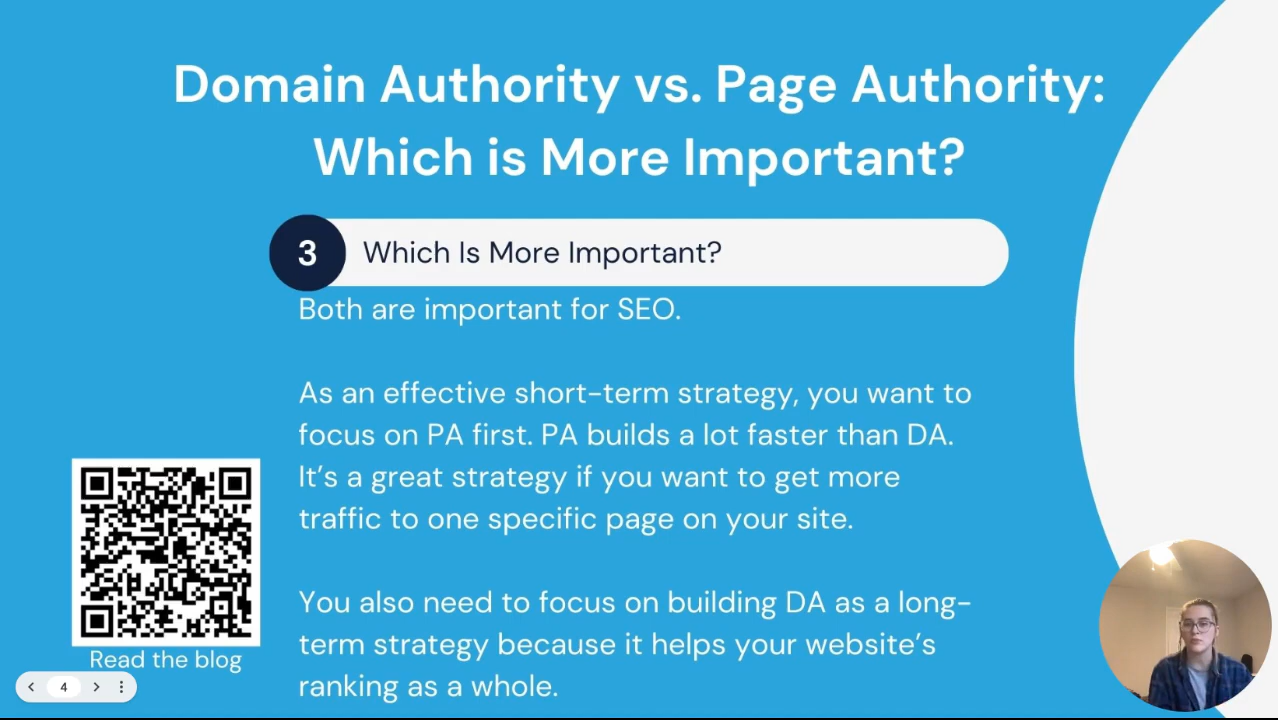 Domain Authority vs. Page Authority:
Which is More Important?
3 Which Is More Important?
Both are important for SEO.
As an effective short-term strategy, you want to
focus on PA first. PA builds a lot faster than DA.
It’s a great strategy if you want to get more
traffic to one specific page on your site.
You also need to focus on building DA as a long-
term strategy because it helps your website’s
ranking as a whole.
Read the blog
4